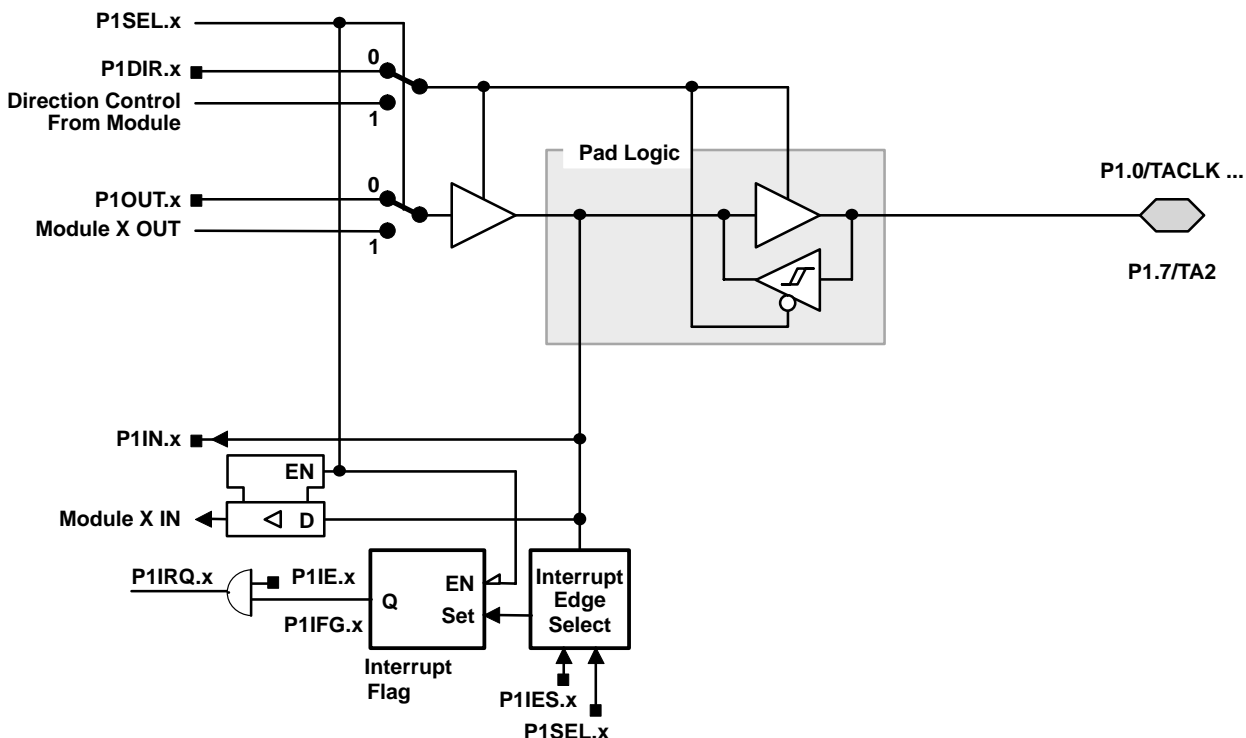 P1SEL.x
0
P1DIR.x
Direction Control
From Module
1
Pad Logic
P1.0/TACLK ...
0
P1OUT.x
Module X OUT
1
P1.7/TA2
P1IN.x
EN
Module X IN
D
P1IRQ.x
P1IE.x
EN
Interrupt
Edge
Select
Q
Set
P1IFG.x
Interrupt
Flag
P1IES.x
P1SEL.x